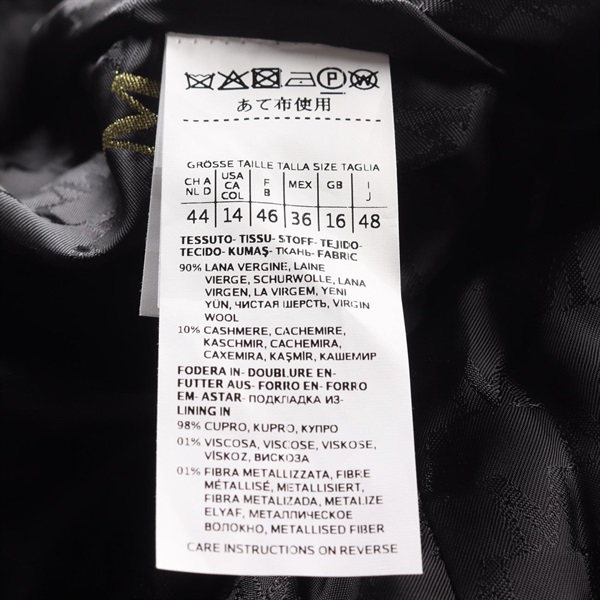 P W
あて布使用
GRÖSSE TAILLE TALLA SIZE TAGLIA
CH A NL D
USA CA COL
F B
MEX
GB
I J
44 14 46 36 16 48
TESSUTO- TISSU- STOFF- TEJIDO-
TECIDO- KUMAŞ- ТКАНЬ- FABRIC
90% LANA VERGINE, LAINE
VIERGE, SCHURWOLLE, LANA
VIRGEN, LA VIRGEM, YENI
YÜN, ЧИСТАЯ ШЕРСТЬ, VIRGIN
WOOL
10% CASHMERE, CACHEMIRE,
KASCHMIR, CACHEMIRA,
CAXEMIRA, KAŞMİR, КАШЕМИР
FODERA IN- DOUBLURE EN-
FUTTER AUS- FORRO EN- FORRO
EM- ASTAR- ПОДКЛАДКА ИЗ-
LINING IN
98% CUPRO, KUPRO, КУПРО
01% VISCOSA, VISCOSE, VISKOSE,
VİSKOZ, ВИСКОЗА
01% FIBRA METALLIZZATA, FIBRE
MÉTALLISÉ, METALLISIERT,
FIBRA METALIZADA, METALIZE
ELYAF, МЕТАЛЛИЧЕСКОЕ
ВОЛОКНО, METALLISED FIBER
CARE INSTRUCTIONS ON REVERSE